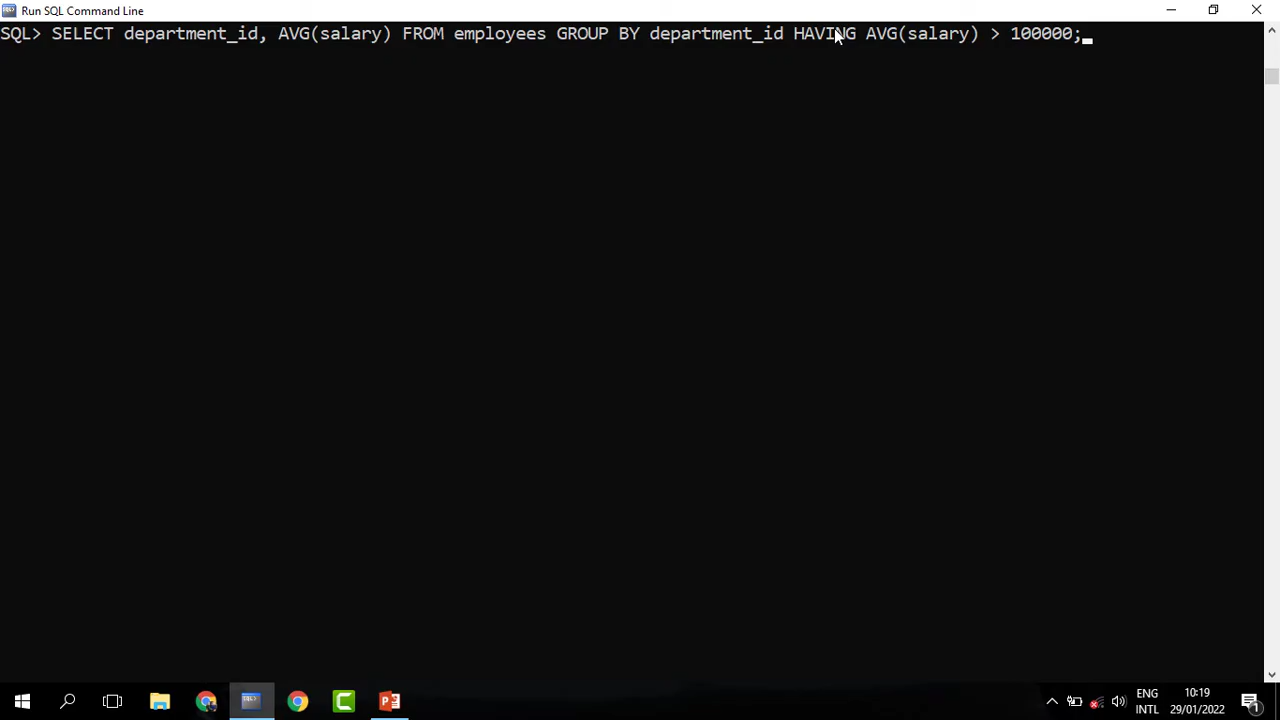 Run SQL Command Line
SQL> SELECT department_id, AVG(salary) FROM employees GROUP BY department_id HAVING AVG(salary) > 100000;
ENG
INTL
10:19
29/01/2022
1